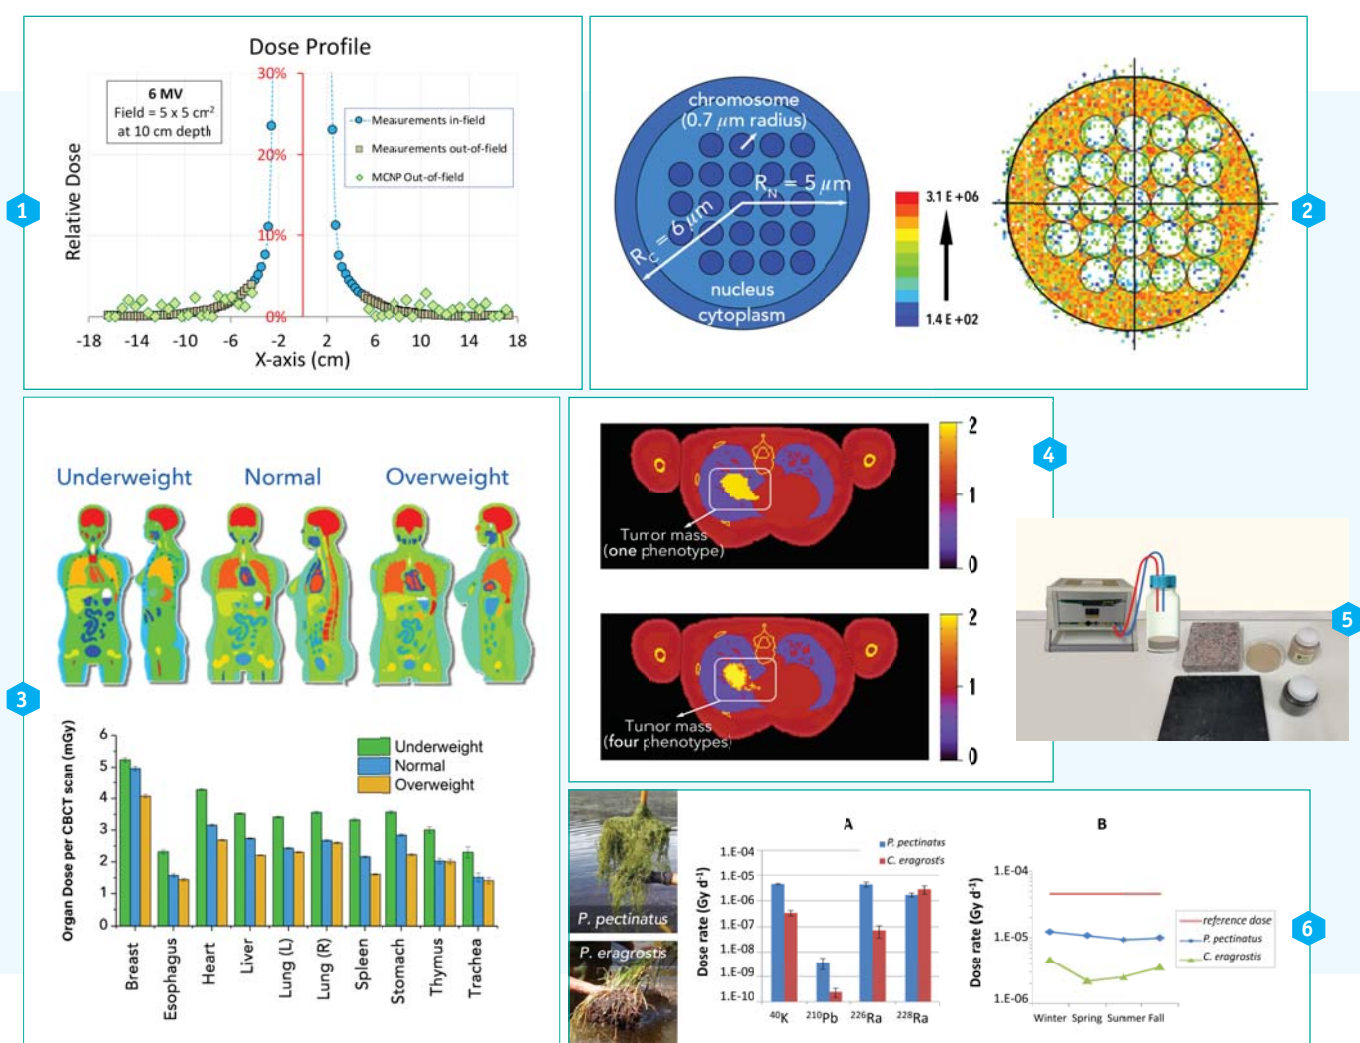 Dose Profile
30%
20%
10%
0%
6 MV
Field = 5 x 5 cm²
at 10 cm depth
Measurements in-field
Measurements out-of-field
MCNP Out-of-field
Relative Dose
-18 -14 -10 -6 -2 2 6 10 14 18
X-axis (cm)
1
chromosome
(0.7 μm radius)
R_N = 5 μm
R_C = 6 μm
nucleus
cytoplasm
3.1 E +06
1.4 E +02
2
Underweight Normal Overweight
3
Organ Dose per CBCT scan (mGy)
6
5
4
3
2
1
0
Underweight
Normal
Overweight
Breast
Esophagus
Heart
Liver
Lung (L)
Lung (R)
Spleen
Stomach
Thymus
Trachea
Tumor mass
(one phenotype)
2
1
0
4
Tumor mass
(four phenotypes)
2
1
0
5
P. pectinatus
P. eragrostis
A
P. pectinatus
C. eragrostis
Dose rate (Gy d⁻¹)
1.E-04
1.E-05
1.E-06
1.E-07
1.E-08
1.E-09
1.E-10
⁴⁰K ²¹⁰Pb ²²⁶Ra ²²⁸Ra
B
Dose rate (Gy d⁻¹)
1.E-04
1.E-05
1.E-06
reference dose
P. pectinatus
C. eragrostis
Winter Spring Summer Fall
6